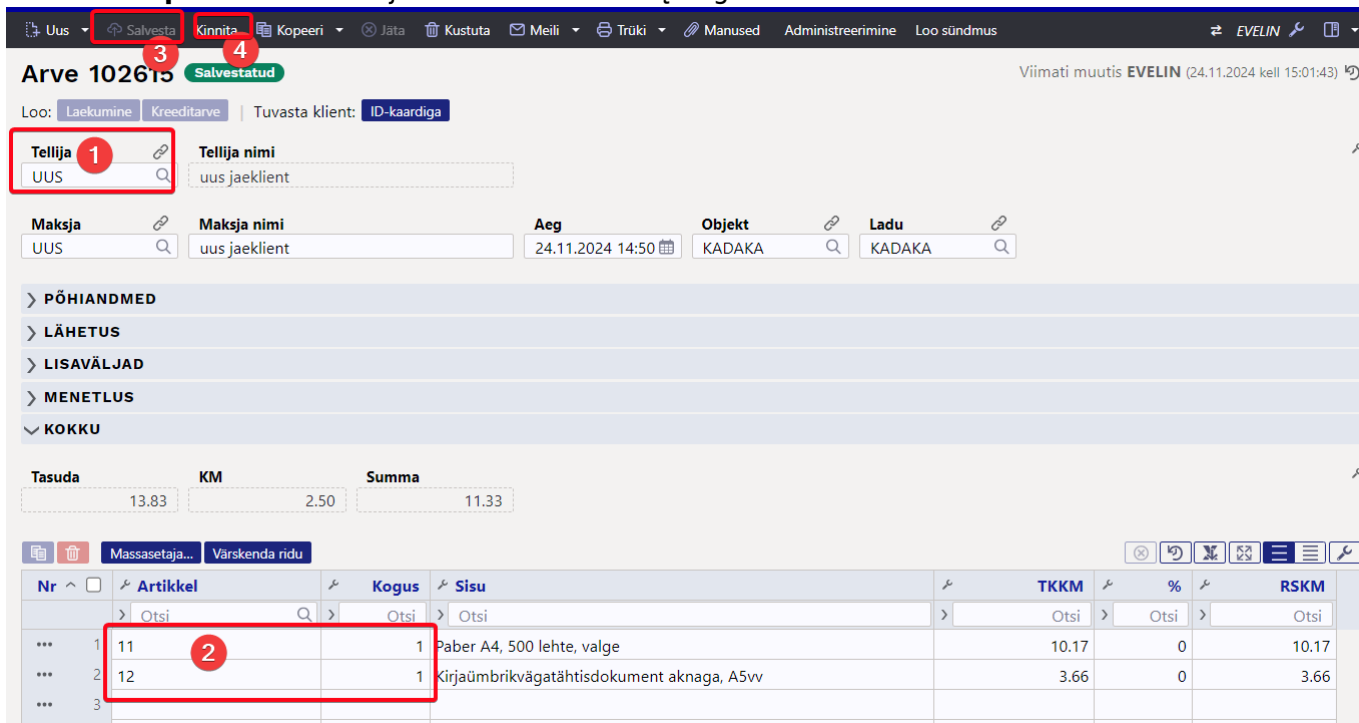 Uus Salvesta Kinnita Kopeeri Jäta Kustuta Meili Trüki Manused Administreerimine Loo sündmus EVELIN
3 4
Arve 102615 Salvestatud Viimati muutis EVELIN (24.11.2024 kell 15:01:43)
Loo: Laekumine Kreeditarve | Tuvasta klient: ID-kaardiga
Tellija 1 Tellija nimi
UUS uus jaeklient
Maksja Maksja nimi Aeg Objekt Ladu
UUS uus jaeklient 24.11.2024 14:50 KADAKA KADAKA
PÕHIANDMED
LÄHETUS
LISAVÄLJAD
MENETLUS
KOKKU
Tasuda KM Summa
13.83 2.50 11.33
Massasetaja... Värskenda ridu
Nr Artikkel Kogus Sisu TKKM % RSKM
Otsi Otsi Otsi Otsi Otsi Otsi
1 11 1 Paber A4, 500 lehte, valge 10.17 0 10.17
2
2 12 1 Kirjaümbrikvägatähtisdokument aknaga, A5vv 3.66 0 3.66
3